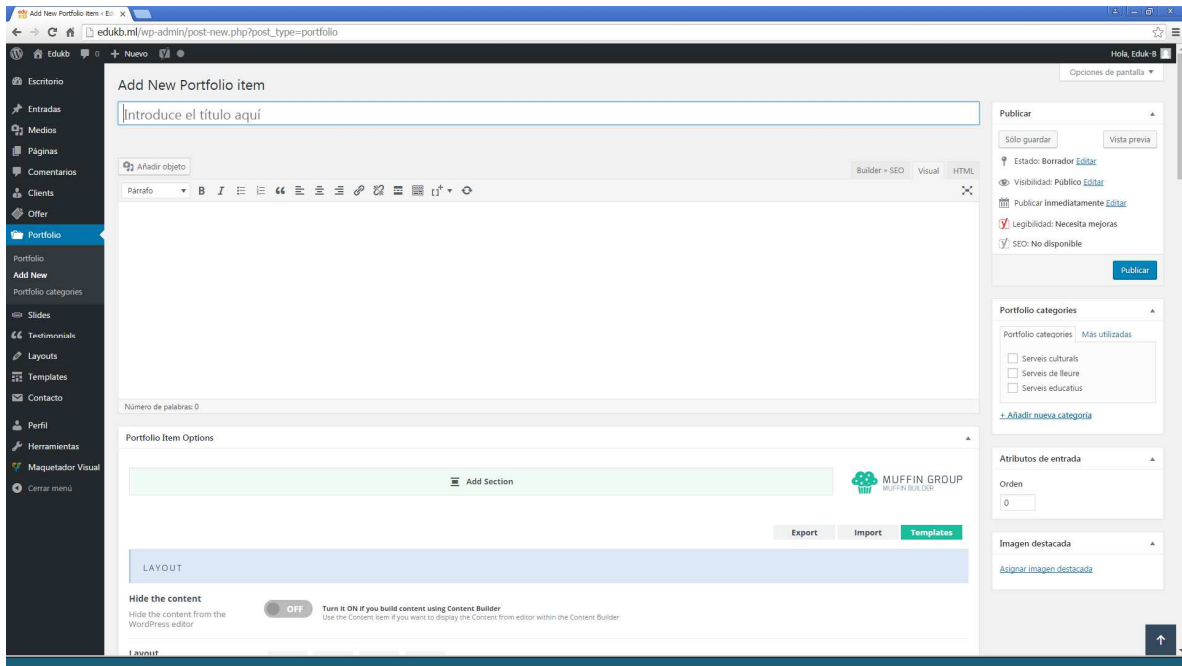 Add New Portfolio Item ‹ Ed
edukb.ml/wp-admin/post-new.php?post_type=portfolio
Edukb
0
+ Nuevo
Hola, Eduk-B
Opciones de pantalla
Escritorio
Entradas
Medios
Páginas
Comentarios
Clients
Offer
Portfolio
Portfolio
Add New
Portfolio categories
Slides
Testimonials
Layouts
Templates
Contacto
Perfil
Herramientas
Maquetador Visual
Cerrar menú
Add New Portfolio item
Introduce el título aquí
Añadir objeto
Builder > SEO
Visual
HTML
Párrafo
B I
Número de palabras: 0
Portfolio Item Options
Add Section
MUFFIN GROUP
MUFFIN BUILDER
Export
Import
Templates
LAYOUT
Hide the content
Hide the content from the
WordPress editor
OFF
Turn it ON if you build content using Content Builder
Use the Content item if you want to display the Content from editor within the Content Builder
Layout
Publicar
Sólo guardar
Vista previa
Estado: Borrador Editar
Visibilidad: Público Editar
Publicar inmediatamente Editar
Legibilidad: Necesita mejoras
SEO: No disponible
Publicar
Portfolio categories
Portfolio categories
Más utilizadas
Serveis culturals
Serveis de lleure
Serveis educatius
+ Añadir nueva categoría
Atributos de entrada
Orden
0
Imagen destacada
Asignar imagen destacada